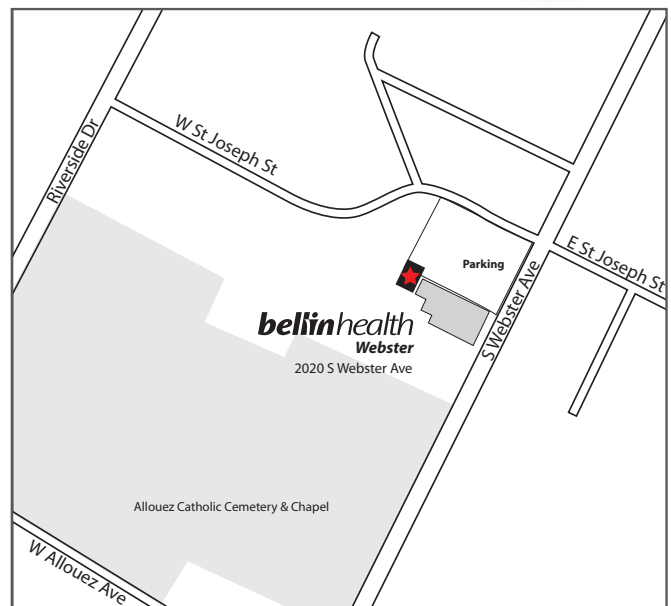 Riverside Dr
W St Joseph St
Parking
E St Joseph St
S Webster Ave
bellinhealth
Webster
2020 S Webster Ave
Allouez Catholic Cemetery & Chapel
W Allouez Ave